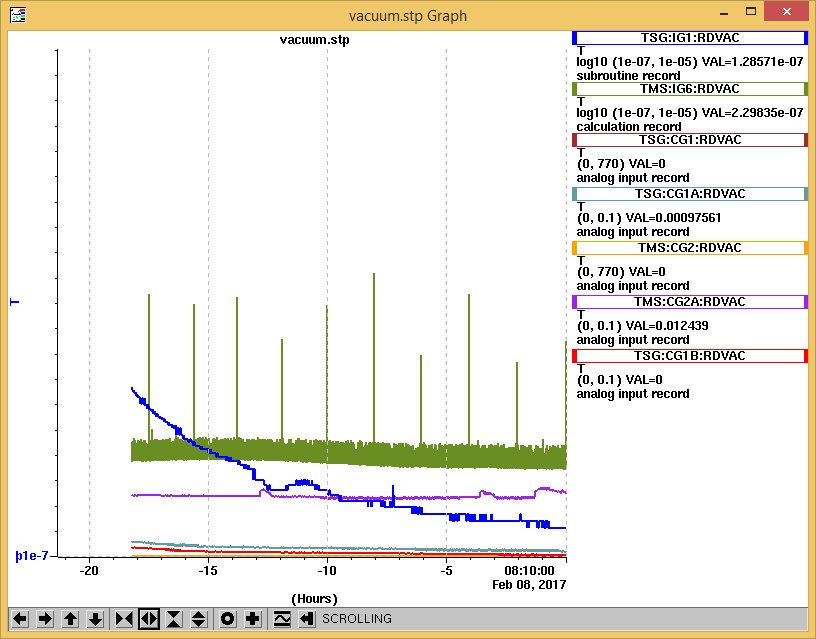 vacuum.stp Graph
vacuum.stp
T
1e-7
-20
-15
-10
-5
08:10:00
Feb 08, 2017
(Hours)
TSG:IG1:RDVAC
T
log10 (1e-07, 1e-05) VAL=1.28571e-07
subroutine record
TMS:IG6:RDVAC
T
log10 (1e-07, 1e-05) VAL=2.29835e-07
calculation record
TSG:CG1:RDVAC
T
(0, 770) VAL=0
analog input record
TSG:CG1A:RDVAC
T
(0, 0.1) VAL=0.00097561
analog input record
TMS:CG2:RDVAC
T
(0, 770) VAL=0
analog input record
TMS:CG2A:RDVAC
T
(0, 0.1) VAL=0.012439
analog input record
TSG:CG1B:RDVAC
T
(0, 0.1) VAL=0
analog input record
SCROLLING